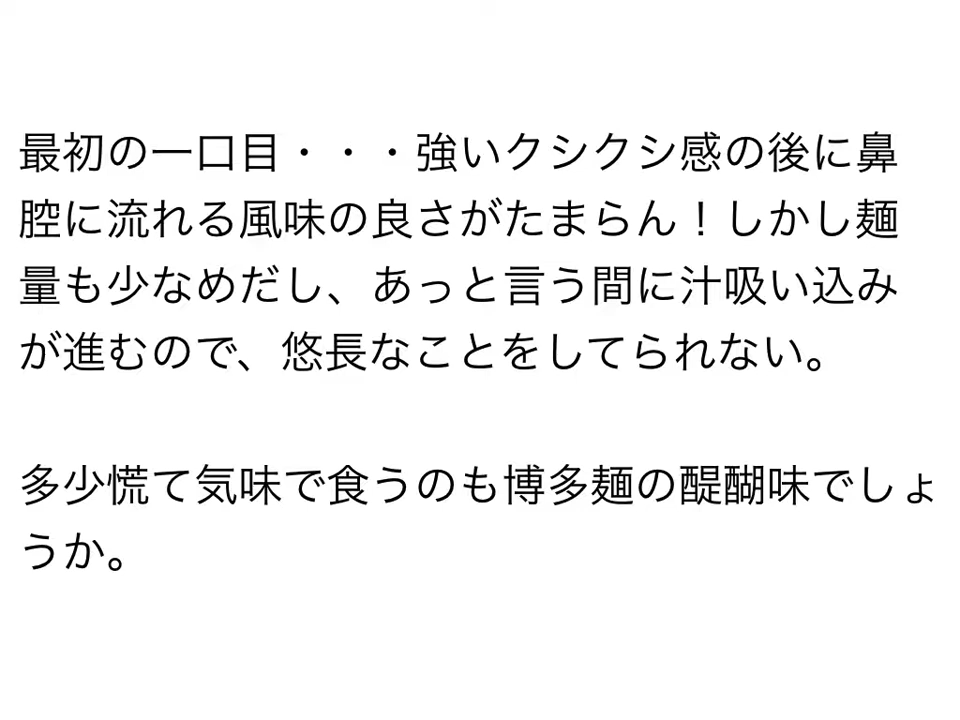 最初の一口目・・・強いクシクシ感の後に鼻
腔に流れる風味の良さがたまらん！しかし麺
量も少なめだし、あっと言う間に汁吸い込み
が進むので、悠長なことをしてられない。
多少慌て気味で食うのも博多麺の醍醐味でしょ
うか。